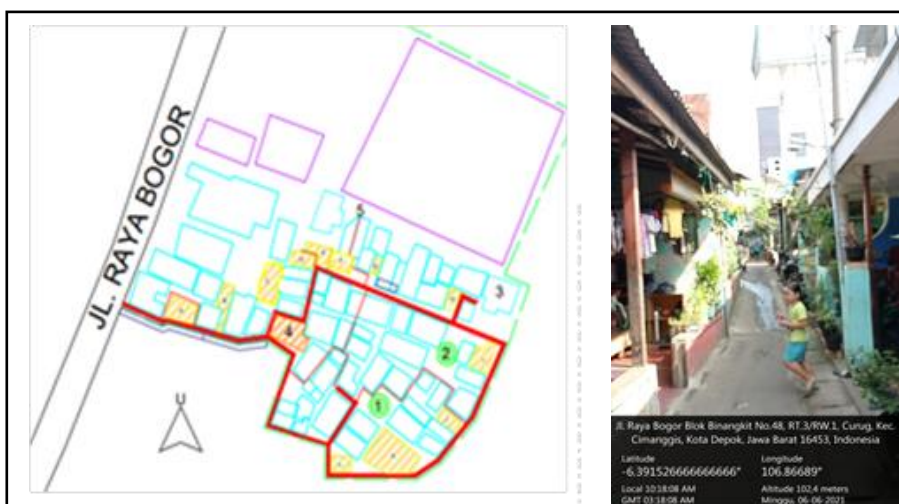 JL. RAYA BOGOR
U
1
2
3
Jl. Raya Bogor Blok Binangkit No.48, RT.3/RW.1, Curug, Kec.
Cimanggis, Kota Depok, Jawa Barat 16453, Indonesia
Latitude
-6.391526666666666°
Longitude
106.86689°
Local 10:18:08 AM
GMT 03:18:08 AM
Altitude 102,4 meters
Minggu, 06-06-2021